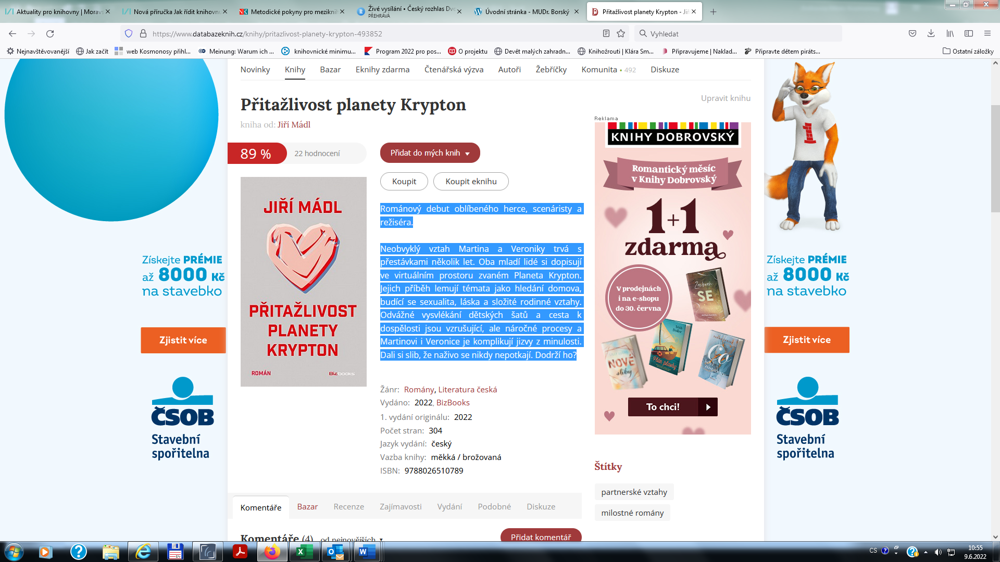 Aktuality pro knihovny | Moravs
Nová příručka Jak řídit knihovnu
Metodické pokyny pro mezikni
Živé vysílání • Český rozhlas Dvo
PŘEHRÁVÁ
Úvodní stránka - MUDr. Borský
Přitažlivost planety Krypton - Jiř
https://www.databazeknih.cz/knihy/pritazlivost-planety-krypton-493852
Vyhledat
Nejnavštěvovanější
Jak začít
web Kosmonosy přihl...
Meinung: Warum ich ...
knihovnické minimu...
Program 2022 pro pos...
O projektu
Devět malých zahradn...
Knihožrouti | Klára Sm...
Připravujeme | Naklad...
Připravte dětem piráts...
Ostatní záložky
Novinky Knihy Bazar Eknihy zdarma Čtenářská výzva Autoři Žebříčky Komunita • 492 Diskuze
Přitažlivost planety Krypton
Upravit knihu
kniha od: Jiří Mádl
89 %
22 hodnocení
Přidat do mých knih
Koupit
Koupit eknihu
JIŘÍ MÁDL
PŘITAŽLIVOST
PLANETY
KRYPTON
ROMÁN
Bizbooks
Románový debut oblíbeného herce, scenáristy a
režiséra.
Neobvyklý vztah Martina a Veroniky trvá s
přestávkami několik let. Oba mladí lidé si dopisují
ve virtuálním prostoru zvaném Planeta Krypton.
Jejich příběh lemují témata jako hledání domova,
budící se sexualita, láska a složité rodinné vztahy.
Odvážné vysvlékání dětských šatů a cesta k
dospělosti jsou vzrušující, ale náročné procesy a
Martinovi i Veronice je komplikují jizvy z minulosti.
Dali si slib, že naživo se nikdy nepotkají. Dodrží ho?
Žánr: Romány, Literatura česká
Vydáno: 2022, BizBooks
1. vydání originálu: 2022
Počet stran: 304
Jazyk vydání: český
Vazba knihy: měkká / brožovaná
ISBN: 9788026510789
Komentáře Bazar Recenze Zajímavosti Vydání Podobné Diskuze
Komentáře (4) od nejnovějších
Přidat komentář
Reklama
KNIHY DOBROVSKÝ
Romantický měsíc
v Knihy Dobrovský
1+1
zdarma
V prodejnách
i na e-shopu
do 30. června
Zachraň
SE
Trish Doller
Plán plavby
NOVÉ
sliby
Co
To chci!
Štítky
partnerské vztahy
milostné romány
Získejte PRÉMIE
až 8000 Kč
na stavebko
Zjistit více
ČSOB
Stavební
spořitelna
1
Získejte PRÉMIE
až 8000 Kč
na stavebko
Zjistit více
ČSOB
Stavební
spořitelna
CS
10:55
9.6.2022